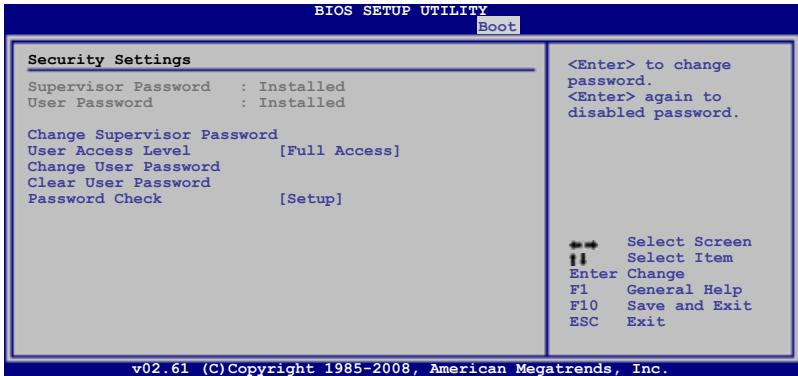 BIOS SETUP UTILITY
Boot
Security Settings
Supervisor Password : Installed
User Password : Installed
Change Supervisor Password
User Access Level [Full Access]
Change User Password
Clear User Password
Password Check [Setup]
<Enter> to change
password.
<Enter> again to
disabled password.
Select Screen
Select Item
Enter Change
F1 General Help
F10 Save and Exit
ESC Exit
v02.61 (C)Copyright 1985-2008, American Megatrends, Inc.